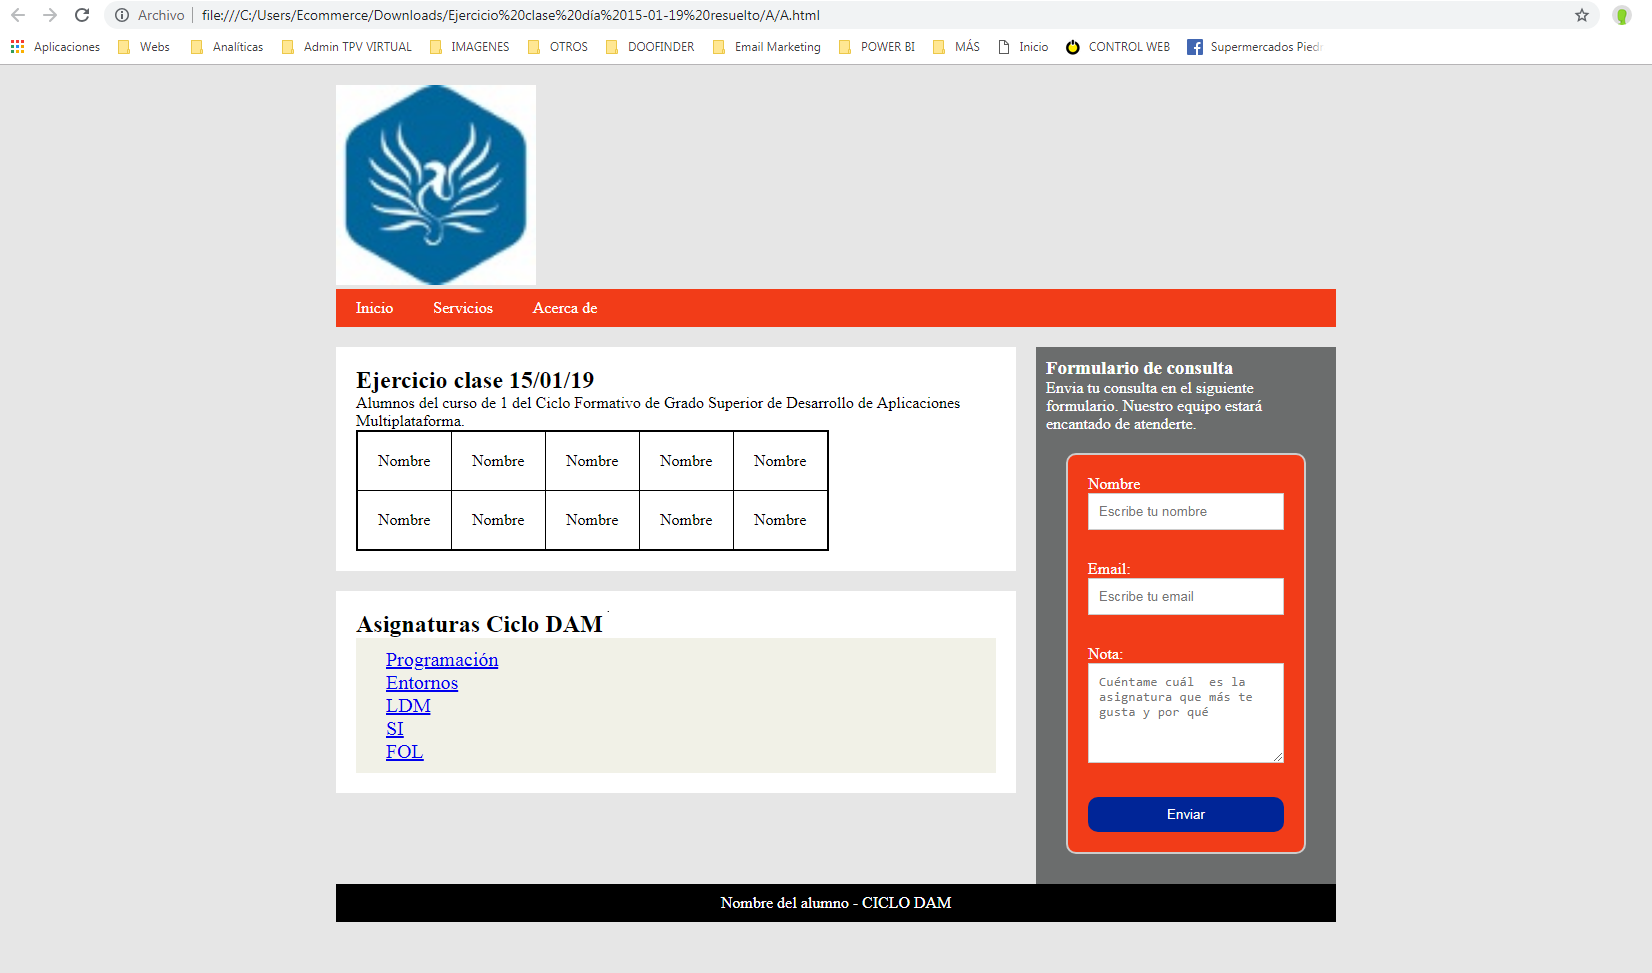 Archivo file:///C:/Users/Ecommerce/Downloads/Ejercicio%20clase%20día%2015-01-19%20resuelto/A/A.html
Aplicaciones Webs Analíticas Admin TPV VIRTUAL IMAGENES OTROS DOOFINDER Email Marketing POWER BI MÁS Inicio CONTROL WEB Supermercados
Inicio Servicios Acerca de
Ejercicio clase 15/01/19
Alumnos del curso de 1 del Ciclo Formativo de Grado Superior de Desarrollo de Aplicaciones
Multiplataforma.
Nombre Nombre Nombre Nombre Nombre
Nombre Nombre Nombre Nombre Nombre
Asignaturas Ciclo DAM
Programación
Entornos
LDM
SI
FOL
Formulario de consulta
Envia tu consulta en el siguiente
formulario. Nuestro equipo estará
encantado de atenderte.
Nombre
Escribe tu nombre
Email:
Escribe tu email
Nota:
Cuéntame cuál  es la
asignatura que más te
gusta y por qué
Enviar
Nombre del alumno - CICLO DAM